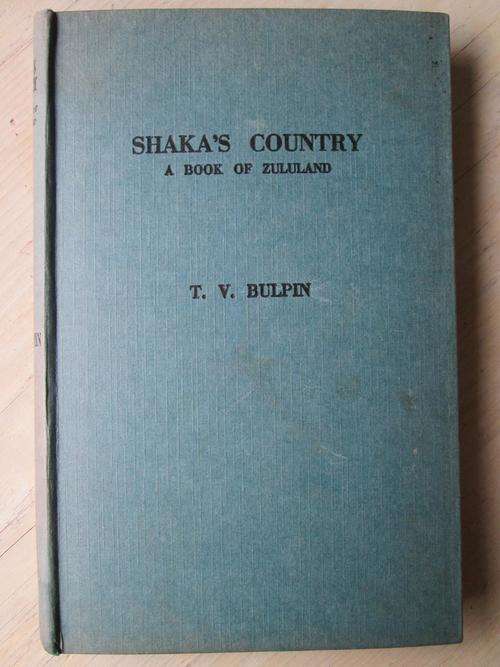 SHAKA'S COUNTRY
A BOOK OF ZULULAND
T. V. BULPIN